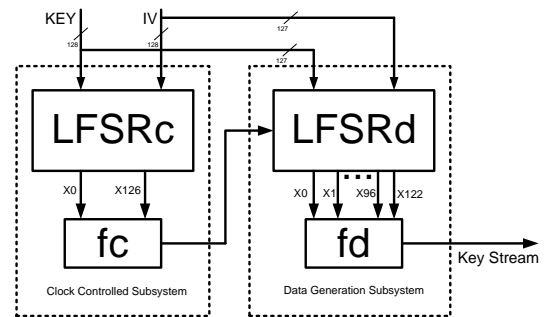 KEY IV
127
128 128
127
LFSRc LFSRd
X0 X126 X0 X1 X96 X122
fc fd
Key Stream
Clock Controlled Subsystem Data Generation Subsystem